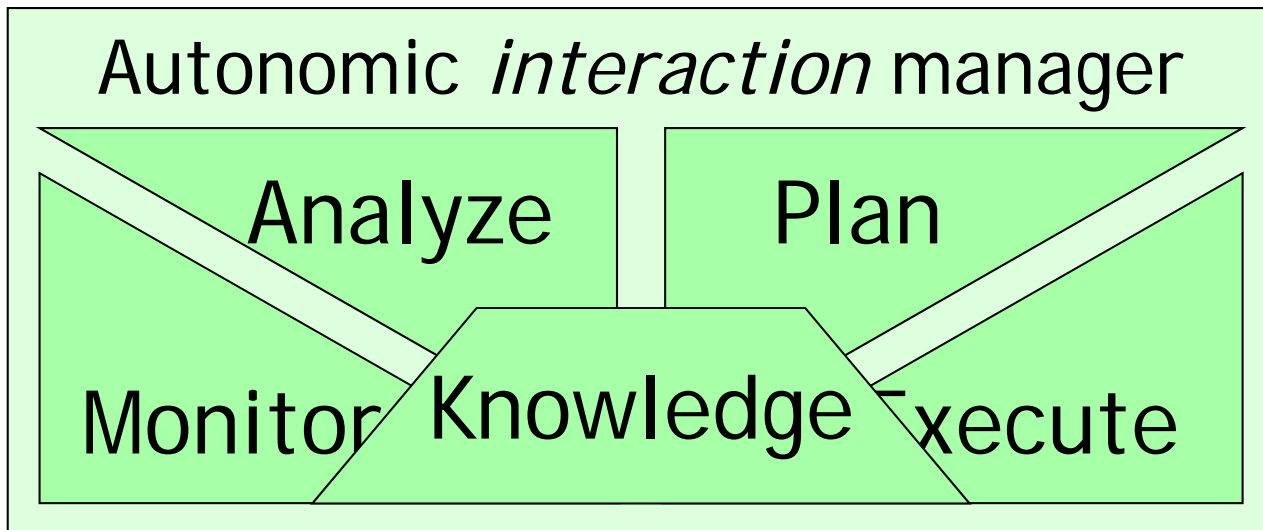 Autonomic interaction manager
Analyze
Plan
Monitor
Knowledge
Execute